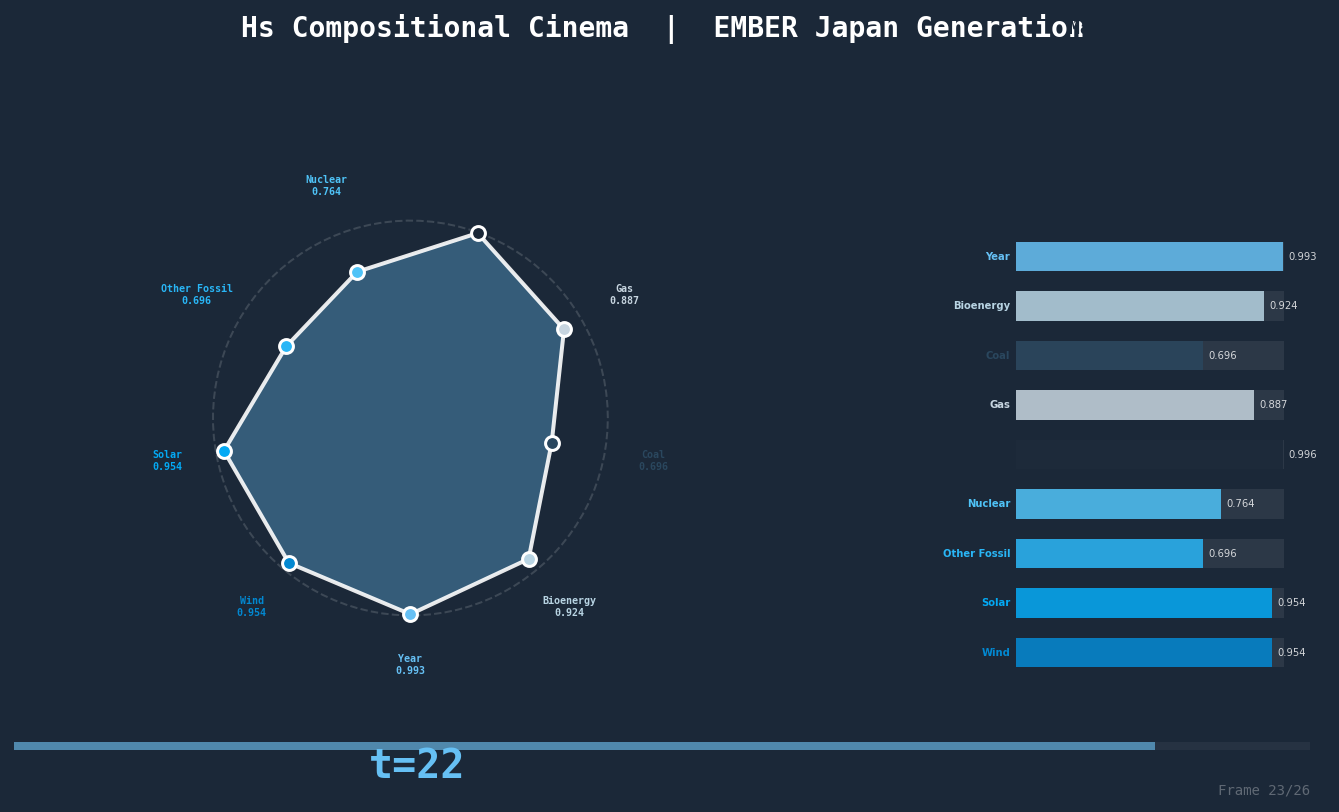 Hs Compositional Cinema | EMBER Japan Generation
Nuclear
0.764
Other Fossil
0.696
Gas
0.887
Solar
0.954
Coal
0.696
Wind
0.954
Bioenergy
0.924
Year
0.993
Year 0.993
Bioenergy 0.924
Coal 0.696
Gas 0.887
0.996
Nuclear 0.764
Other Fossil 0.696
Solar 0.954
Wind 0.954
t=22
Frame 23/26